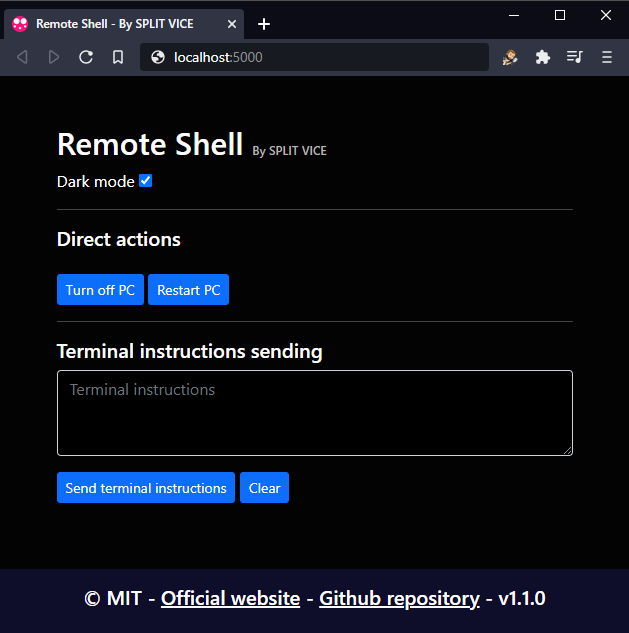 Remote Shell - By SPLIT VICE
localhost:5000
Remote Shell By SPLIT VICE
Dark mode
Direct actions
Turn off PC Restart PC
Terminal instructions sending
Terminal instructions
Send terminal instructions Clear
© MIT - Official website - Github repository - v1.1.0